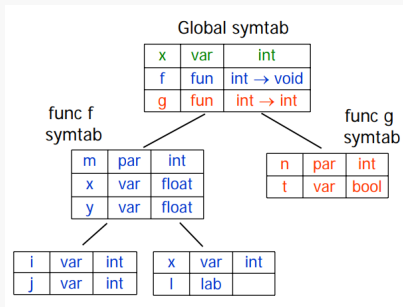 Global symtab
x var int
f fun int → void
g fun int → int
func f
symtab
func g
symtab
m par int
x var float
y var float
n par int
t var bool
i var int
j var int
x var int
l lab